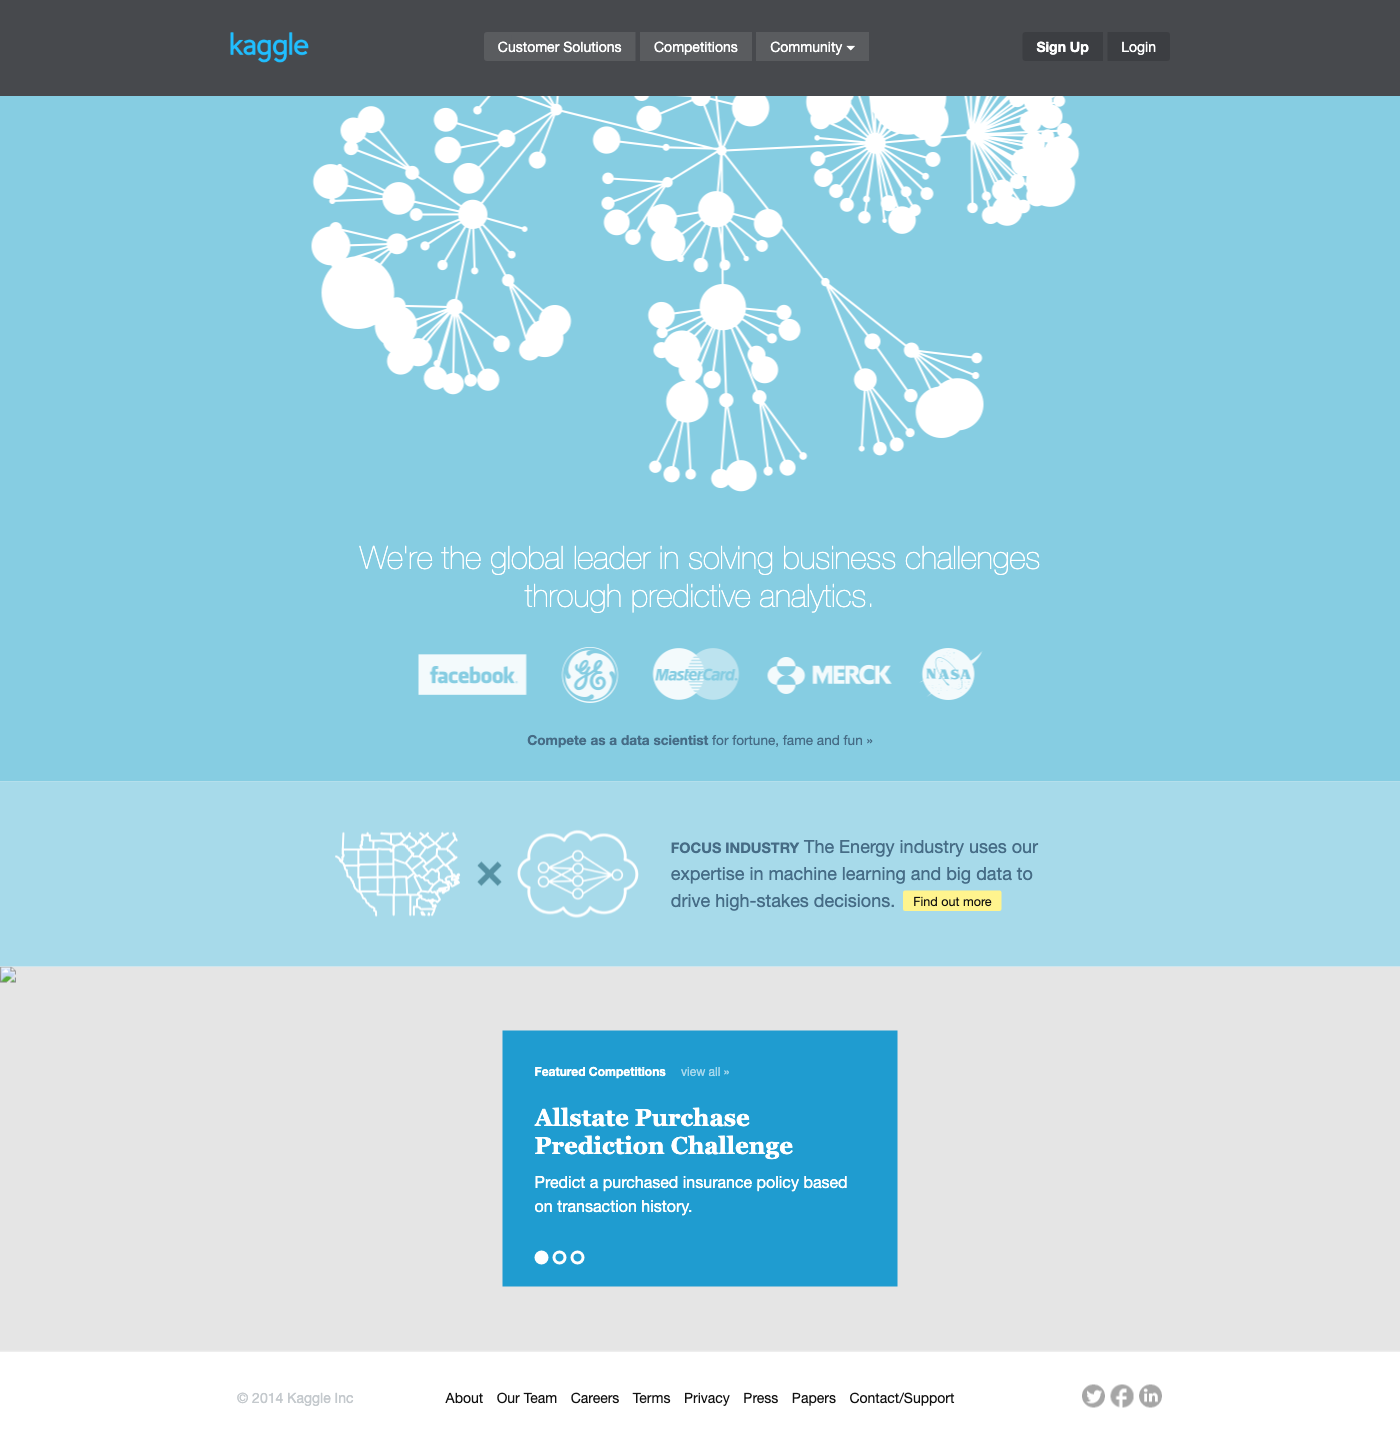 kaggle
Customer Solutions
Competitions
Community
Sign Up
Login
We're the global leader in solving business challenges
through predictive analytics.
facebook
GE
MasterCard
MERCK
NASA
Compete as a data scientist for fortune, fame and fun »
FOCUS INDUSTRY The Energy industry uses our
expertise in machine learning and big data to
drive high-stakes decisions. Find out more
Featured Competitions view all »
Allstate Purchase
Prediction Challenge
Predict a purchased insurance policy based
on transaction history.
© 2014 Kaggle Inc
About Our Team Careers Terms Privacy Press Papers Contact/Support